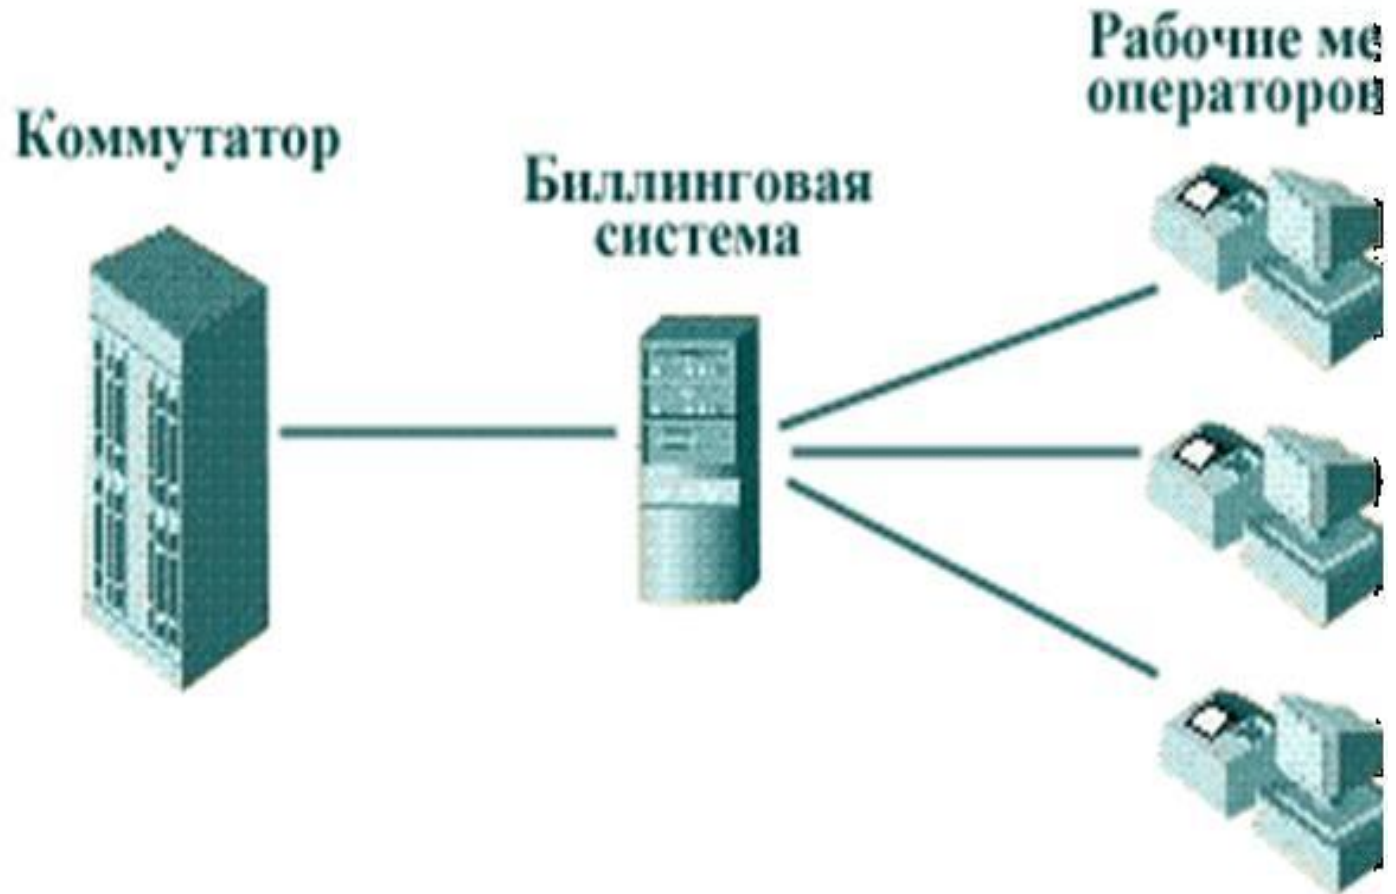 Коммутатор
Биллинговая
система
Рабочие ме
операторов